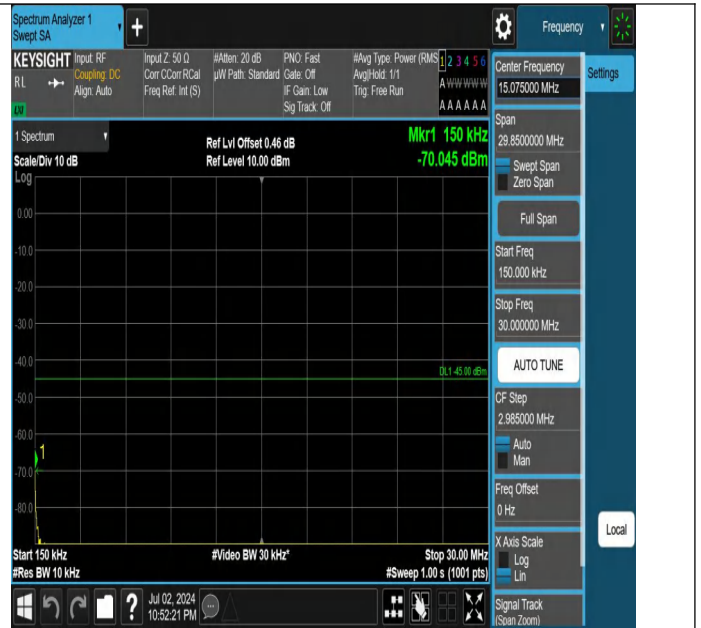 Spectrum Analyzer 1
Swept SA
+
Frequency
KEYSIGHT
Input: RF
Coupling: DC
Align: Auto
Input Z: 50 Ω
Corr CCorr RCal
Freq Ref: Int (S)
#Atten: 20 dB
µW Path: Standard
PNO: Fast
Gate: Off
IF Gain: Low
Sig Track: Off
#Avg Type: Power (RMS
Avg|Hold: 1/1
Trig: Free Run
1 2 3 4 5 6
A W W W W W
A A A A A A
R L
LXI
1 Spectrum
Scale/Div 10 dB
Log
Ref Lvl Offset 0.46 dB
Ref Level 10.00 dBm
Mkr1 150 kHz
-70.045 dBm
0.00
-10.0
-20.0
-30.0
-40.0
DL1 -45.00 dBm
-50.0
-60.0
1
-70.0
-80.0
Start 150 kHz
#Res BW 10 kHz
#Video BW 30 kHz*
Stop 30.00 MHz
#Sweep 1.00 s (1001 pts)
Center Frequency
15.075000 MHz
Settings
Span
29.8500000 MHz
Swept Span
Zero Span
Full Span
Start Freq
150.000 kHz
Stop Freq
30.000000 MHz
AUTO TUNE
CF Step
2.985000 MHz
Auto
Man
Freq Offset
0 Hz
X Axis Scale
Log
Lin
Local
Signal Track
(Span Zoom)
?
Jul 02, 2024
10:52:21 PM